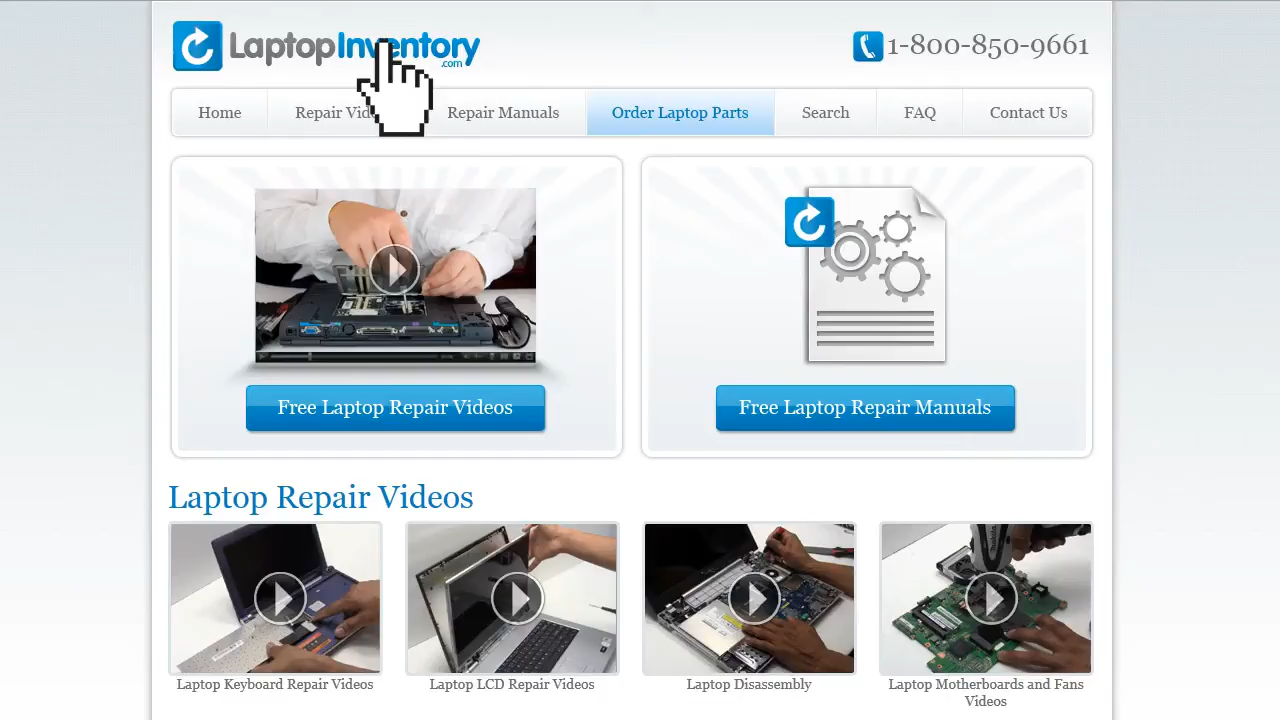 LaptopInventory
.com
1-800-850-9661
Home
Repair Manuals
Order Laptop Parts
Search
FAQ
Contact Us
Repair
Free Laptop Repair Videos
Free Laptop Repair Manuals
Laptop Repair Videos
Laptop Keyboard Repair Videos
Laptop LCD Repair Videos
Laptop Disassembly
Laptop Motherboards and Fans
Videos